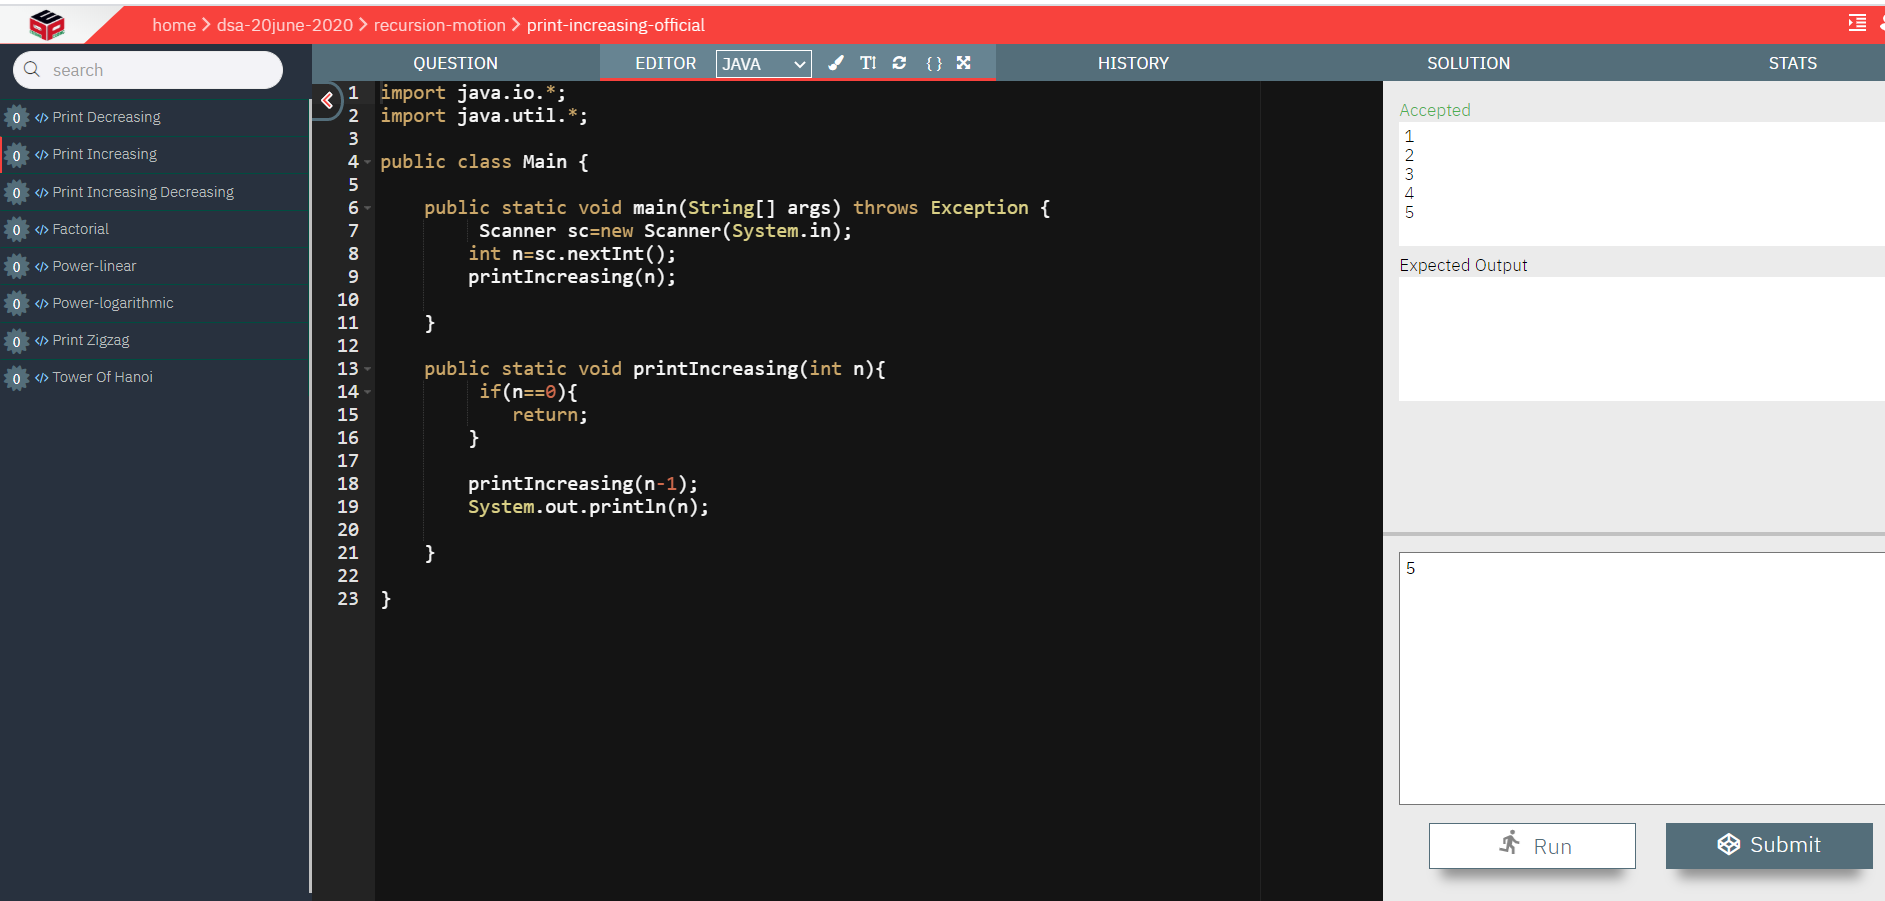 home > dsa-20june-2020 > recursion-motion > print-increasing-official
search
0 </> Print Decreasing
0 </> Print Increasing
0 </> Print Increasing Decreasing
0 </> Factorial
0 </> Power-linear
0 </> Power-logarithmic
0 </> Print Zigzag
0 </> Tower Of Hanoi
QUESTION EDITOR JAVA T! { } HISTORY SOLUTION STATS
1 import java.io.*;
2 import java.util.*;
3
4 public class Main {
5
6 public static void main(String[] args) throws Exception {
7 Scanner sc=new Scanner(System.in);
8 int n=sc.nextInt();
9 printIncreasing(n);
10
11 }
12
13 public static void printIncreasing(int n){
14 if(n==0){
15 return;
16 }
17
18 printIncreasing(n-1);
19 System.out.println(n);
20
21 }
22
23 }
Accepted
1
2
3
4
5
Expected Output
5
Run
Submit